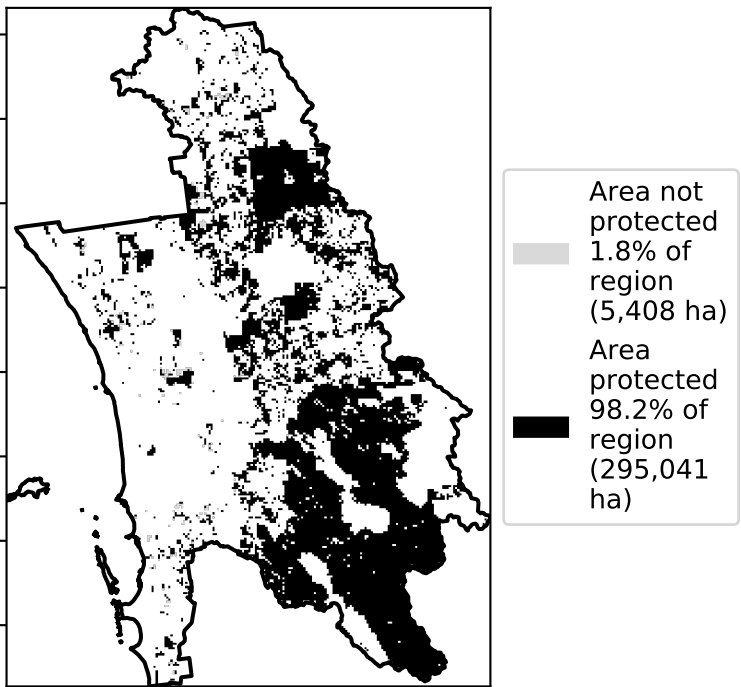 Area not
protected
1.8% of
region
(5,408 ha)
Area
protected
98.2% of
region
(295,041
ha)